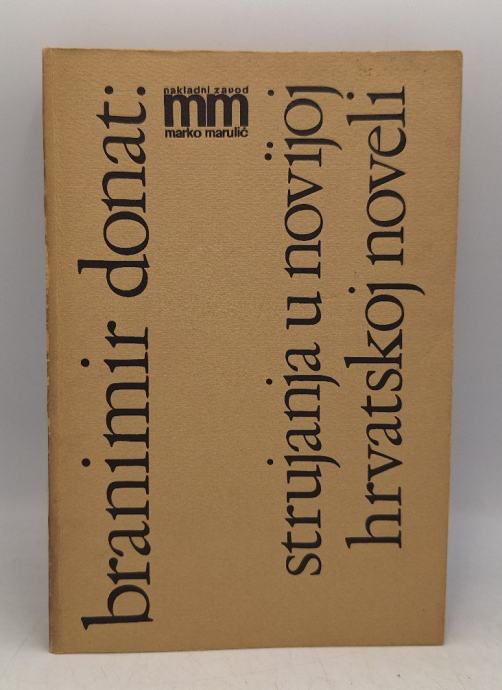 branimir donat:
nakladni zavod
mm
marko marulić
strujanja u novijoj
hrvatskoj noveli